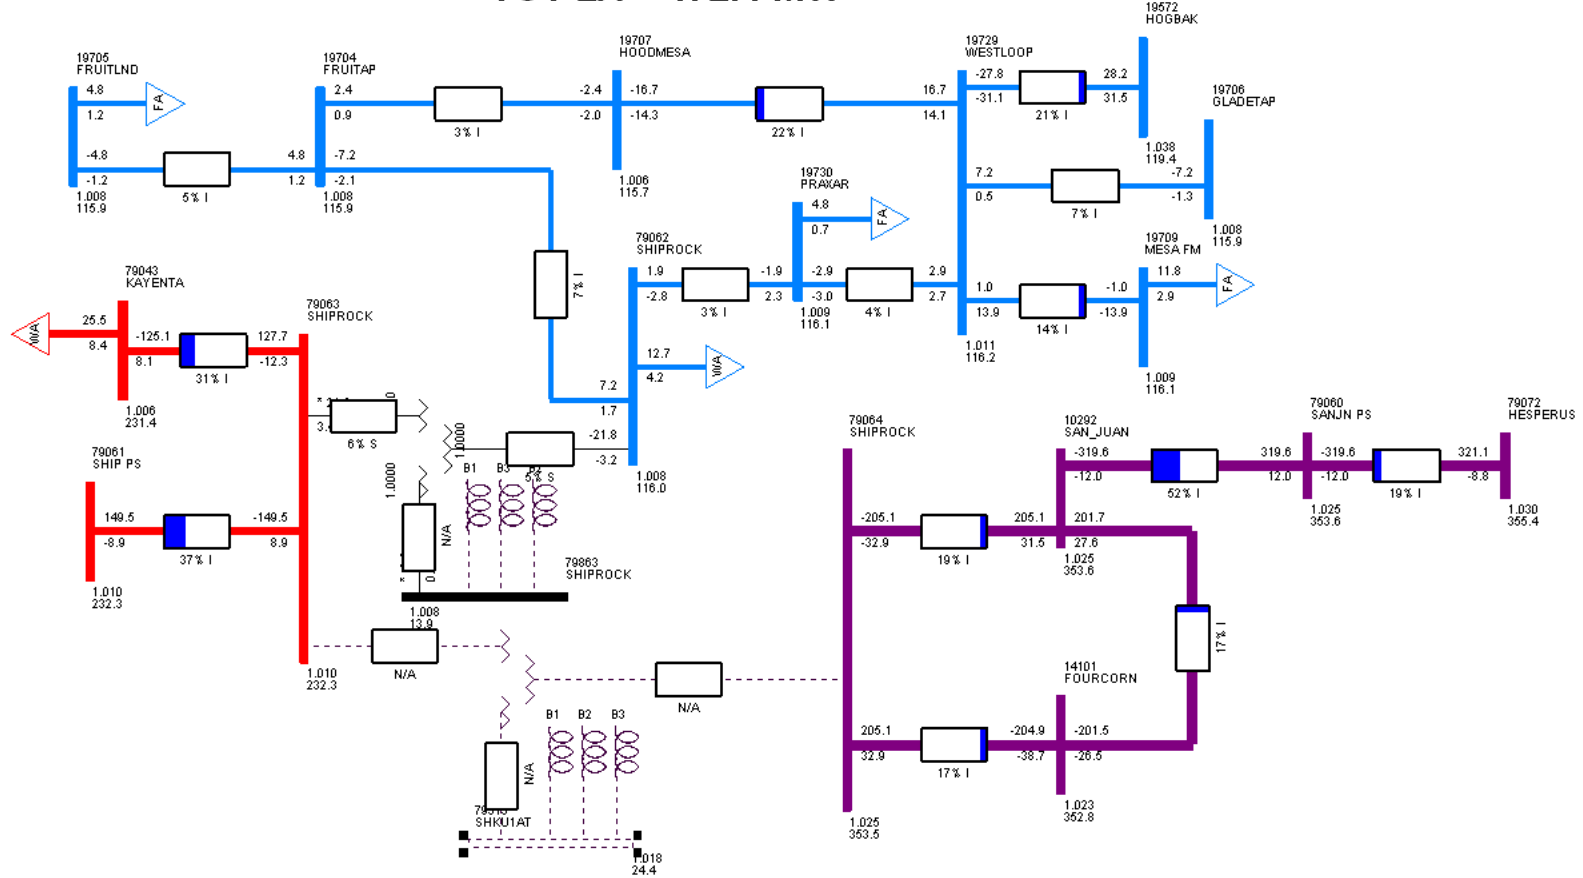 19572
HOGBAK
19705
FRUITLND
4.8
1.2
FA
-4.8
-1.2
5% I
4.8
1.2
1.008
115.9
19704
FRUITAP
2.4
0.9
3% I
-2.4
-2.0
-7.2
-2.1
1.008
115.9
19707
HOODMESA
-16.7
-14.3
22% I
16.7
14.1
1.006
115.7
19729
WESTLOOP
-27.8
-31.1
21% I
28.2
31.5
1.038
119.4
19706
GLADETAP
7.2
0.5
7% I
-7.2
-1.3
1.008
115.9
19730
PRAXAR
4.8
0.7
FA
79062
SHIPROCK
1.9
-2.8
3% I
-1.9
2.3
-2.9
-3.0
4% I
2.9
2.7
1.009
116.1
1.0
13.9
14% I
-1.0
-13.9
19709
MESA FM
11.8
2.9
FA
1.011
116.2
1.009
116.1
7% I
12.7
4.2
WA
7.2
1.7
-21.8
-3.2
1.008
116.0
79043
KAYENTA
25.5
8.4
WA
-125.1
8.1
31% I
127.7
-12.3
1.006
231.4
79063
SHIPROCK
6% S
1.0000
5% S
1.0000
B1
B3
N/A
79863
SHIPROCK
1.008
13.9
79061
SHIP PS
149.5
-8.9
37% I
-149.5
8.9
1.010
232.3
1.010
232.3
N/A
N/A
N/A
B1
B2
B3
SHKU1AT
1.018
24.4
79064
SHIPROCK
-205.1
-32.9
19% I
205.1
31.5
10292
SAN_JUAN
-319.6
-12.0
52% I
319.6
12.0
79060
SANJN PS
-319.6
-12.0
19% I
321.1
-8.8
79072
HESPERUS
1.025
353.6
1.030
355.4
201.7
27.6
1.025
353.6
17% I
14101
FOURCORN
205.1
32.9
17% I
-204.9
-38.7
-201.5
-26.5
1.023
352.8
1.025
353.5